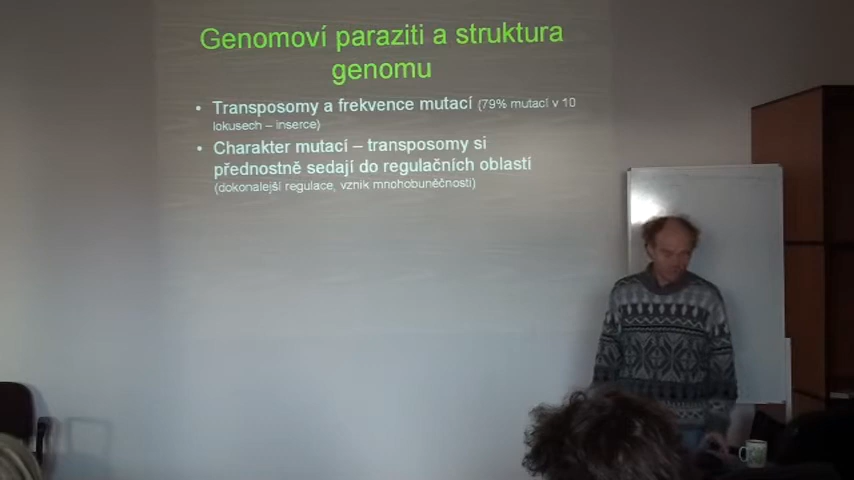 Genomoví paraziti a struktura
genomu
• Transposomy a frekvence mutací (79% mutací v 10
lokusech – inserce)
• Charakter mutací – transposomy si
přednostně sedají do regulačních oblastí
(dokonalejší regulace, vznik mnohobuněčnosti)